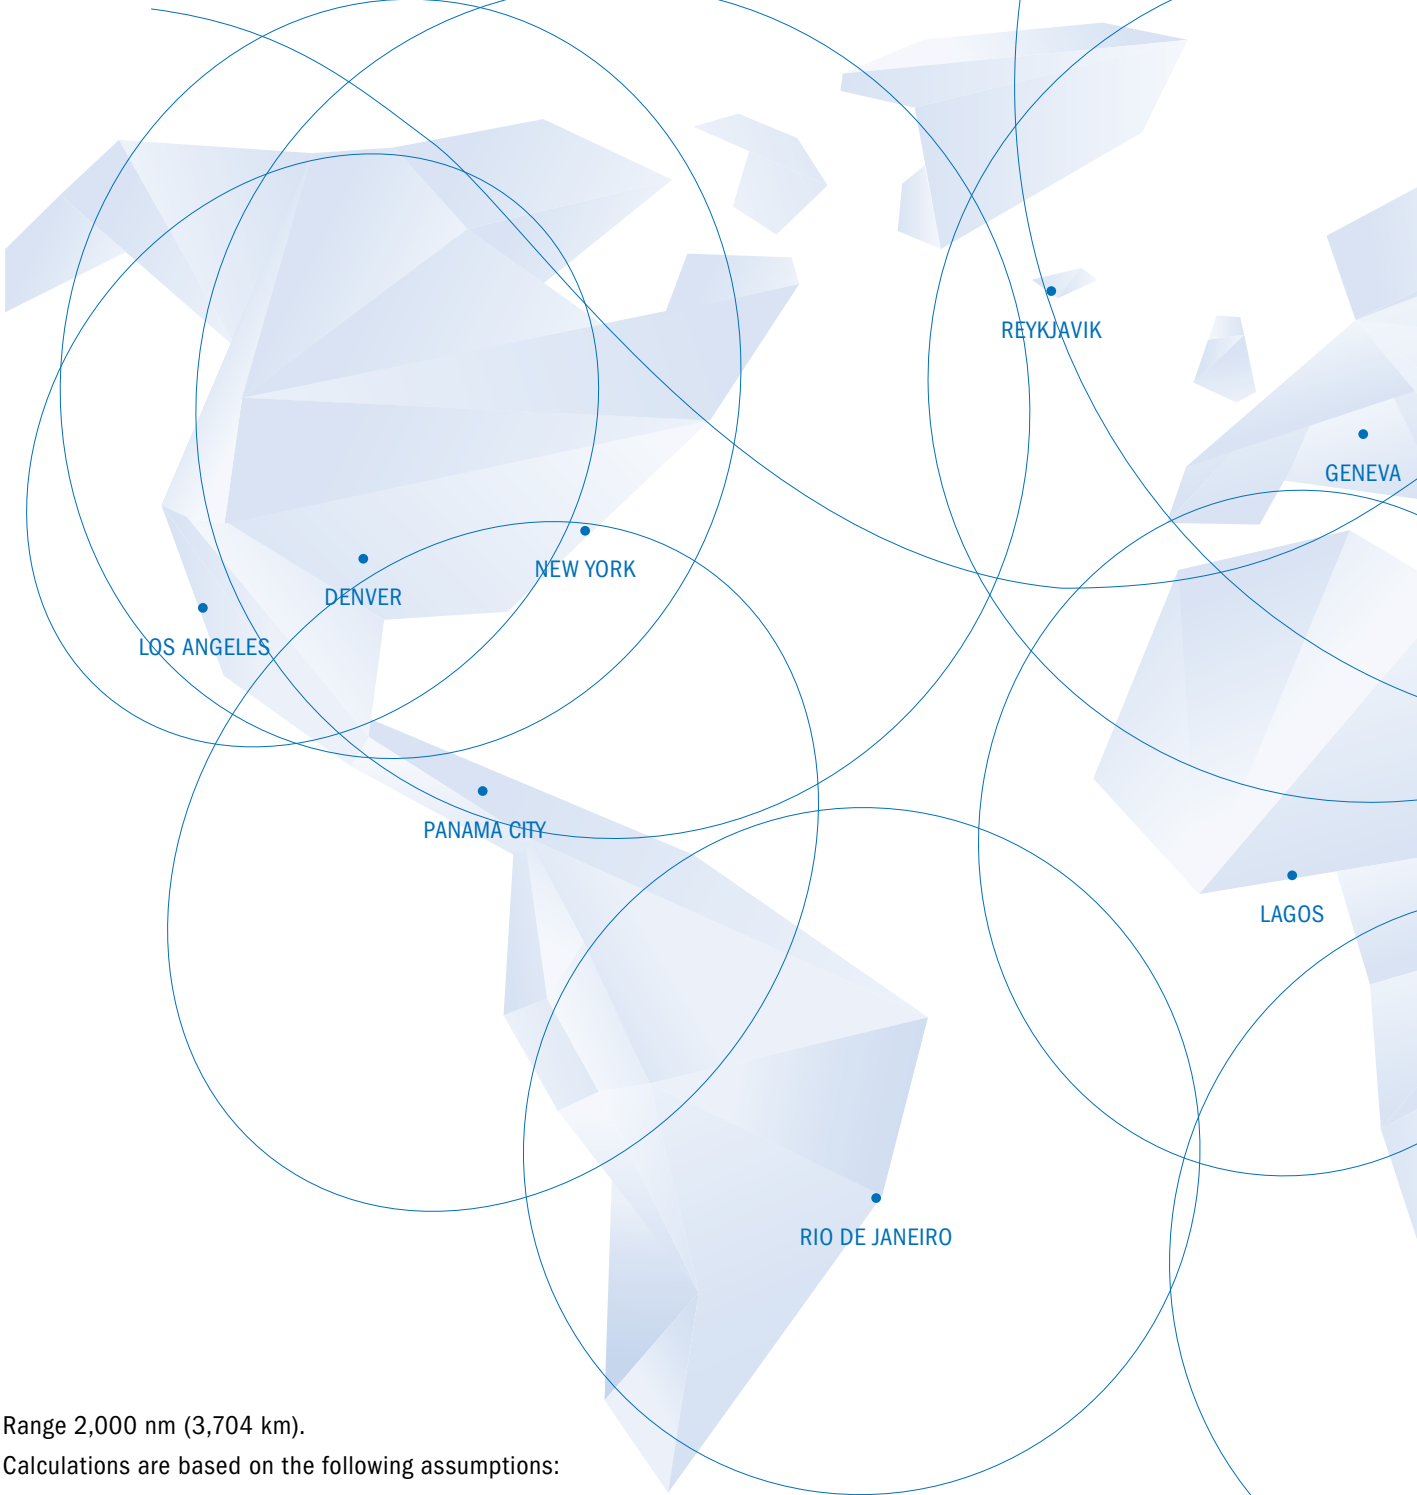 REYKJAVIK
GENEVA
NEW YORK
DENVER
LOS ANGELES
PANAMA CITY
LAGOS
RIO DE JANEIRO
Range 2,000 nm (3,704 km).
Calculations are based on the following assumptions: